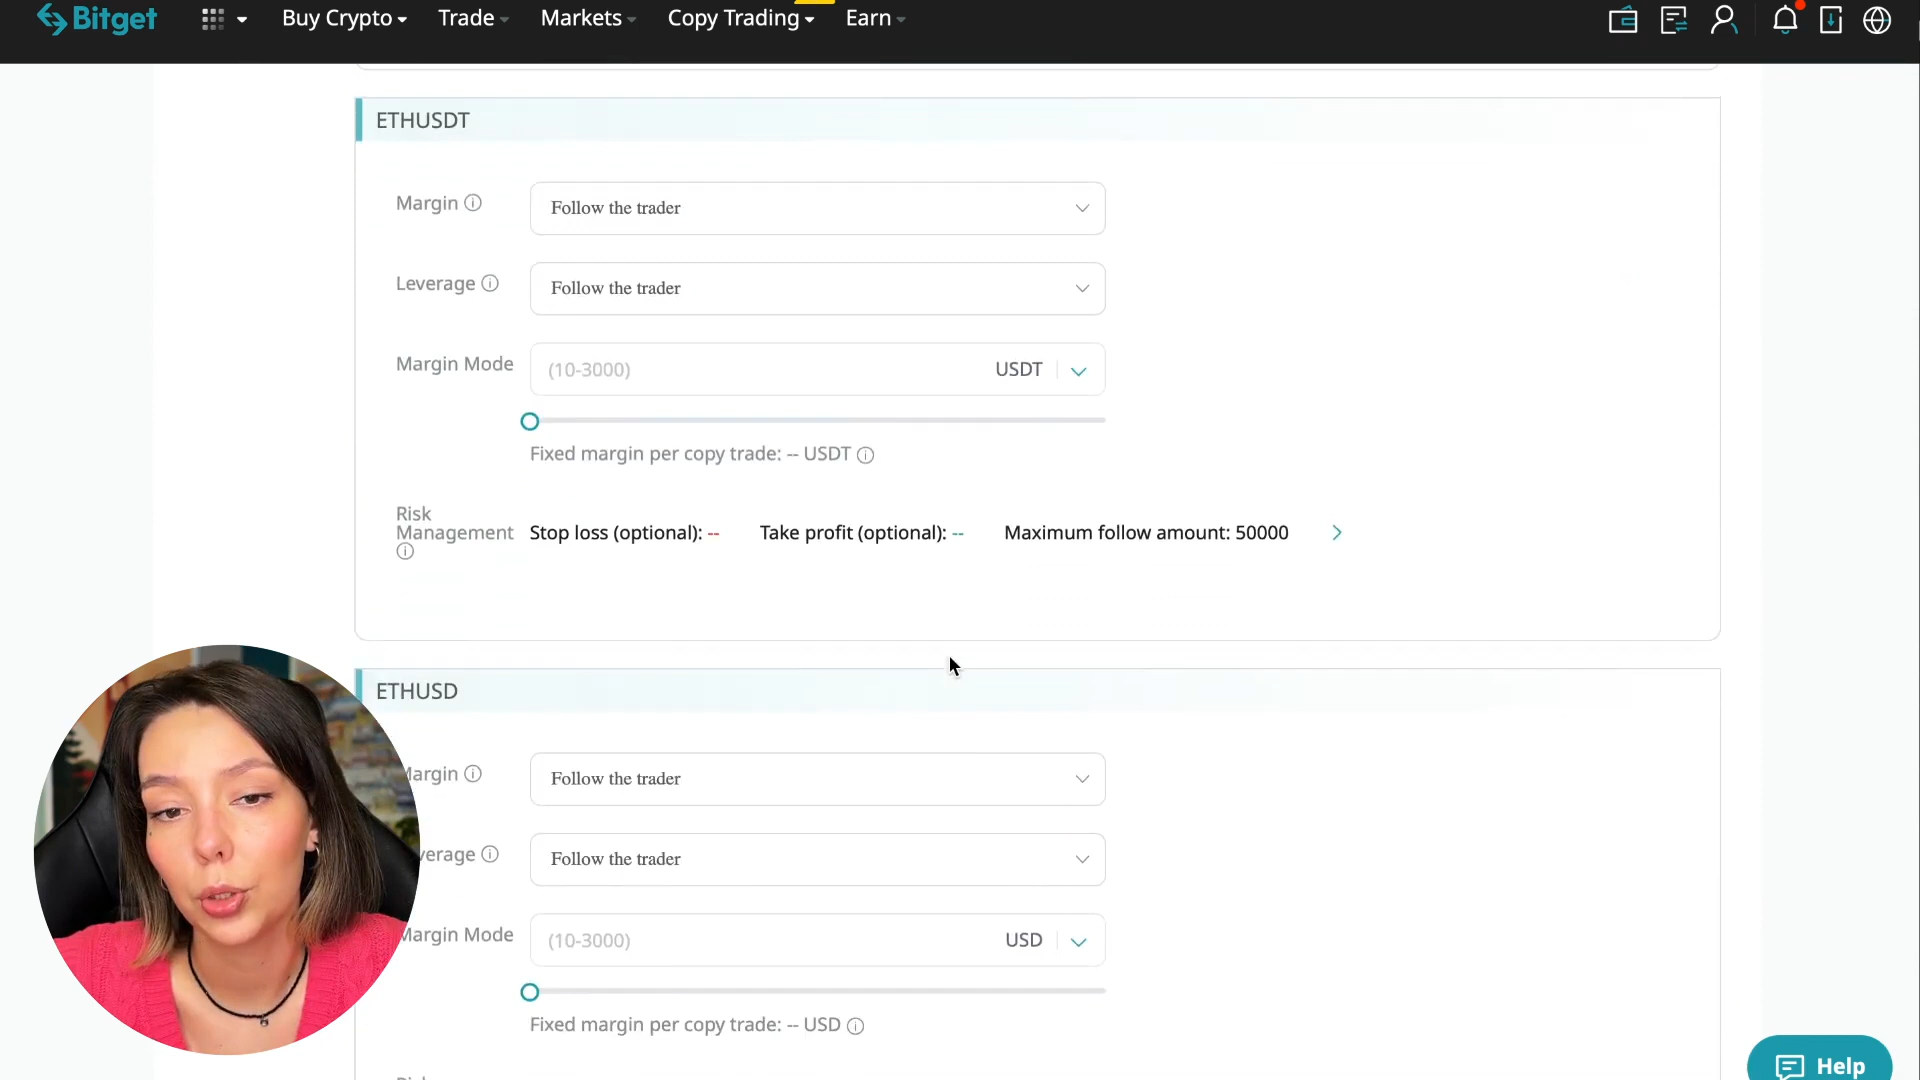 Bitget
Buy Crypto
Trade
Markets
Copy Trading
Earn
ETHUSDT
Margin
Follow the trader
Leverage
Follow the trader
Margin Mode
(10-3000)
USDT
Fixed margin per copy trade: -- USDT
Risk
Management
Stop loss (optional): --
Take profit (optional): --
Maximum follow amount: 50000
ETHUSD
Margin
Follow the trader
verage
Follow the trader
Margin Mode
(10-3000)
USD
Fixed margin per copy trade: -- USD
Help